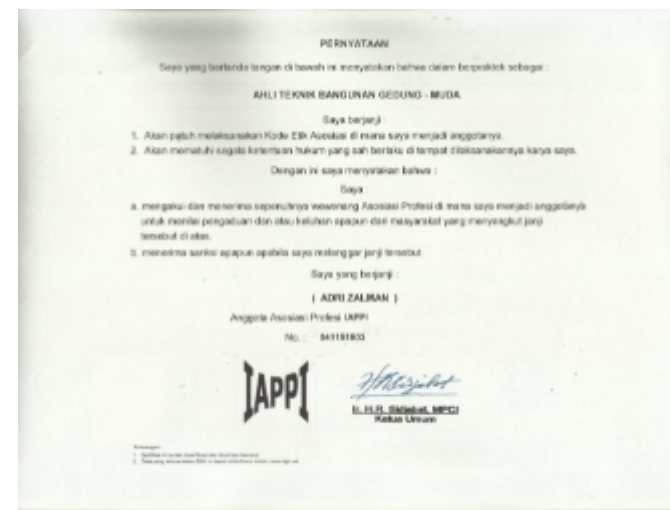 PERNYATAAN
Saya yang bertanda tangan di bawah ini menyatakan bahwa dalam berpraktek sebagai :
AHLI TEKNIK BANGUNAN GEDUNG - MUDA
Saya berjanji :
1. Akan patuh melaksanakan Kode Etik Asosiasi di mana saya menjadi anggotanya.
2. Akan mematuhi segala ketentuan hukum yang sah berlaku di tempat dilaksanakannya karya saya.
Dengan ini saya menyatakan bahwa :
Saya :
a. mengakui dan menerima sepenuhnya wewenang Asosiasi Profesi di mana saya menjadi anggotanya
untuk menilai pengaduan dan atau keluhan apapun dari masyarakat yang menyangkut janji
tersebut di atas.
b. menerima sanksi apapun apabila saya melanggar janji tersebut
Saya yang berjanji :
( ADRI ZALMAN )
Anggota Asosiasi Profesi IAPPI
No. :
IAPPI
Ir. H.R. Sidjabat, MPCI
Ketua Umum